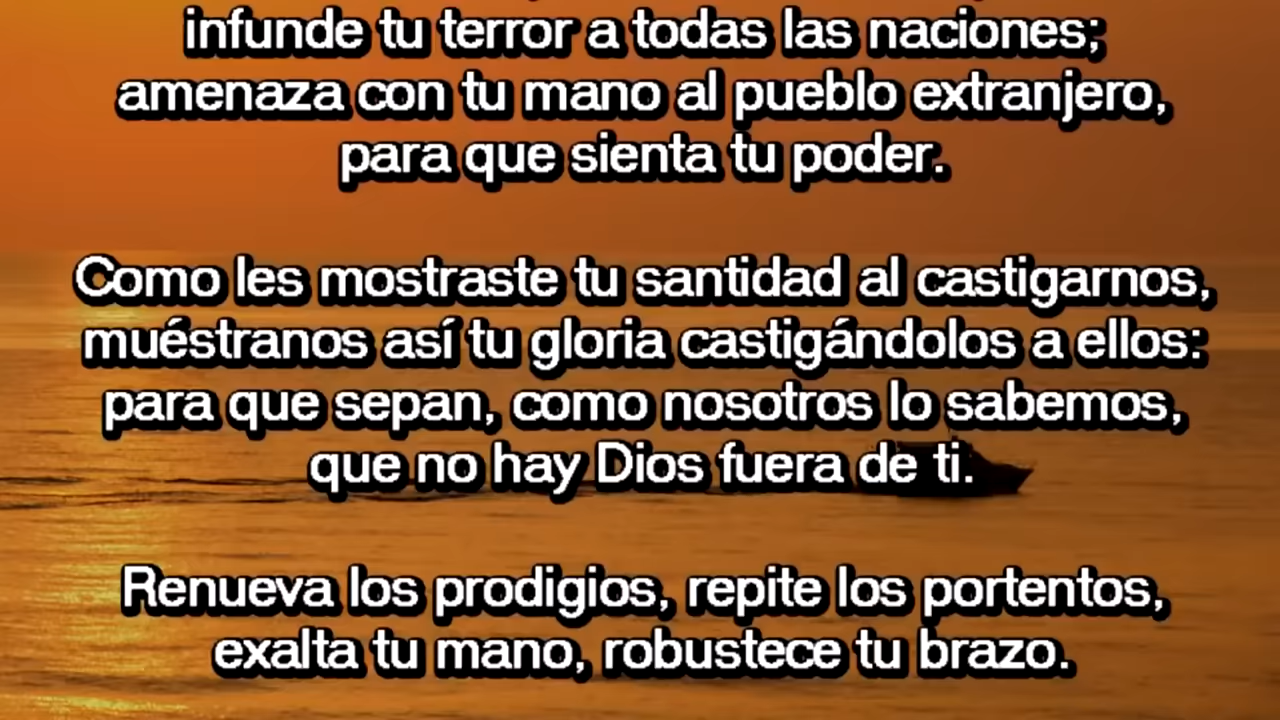 infunde tu terror a todas las naciones;
amenaza con tu mano al pueblo extranjero,
para que sienta tu poder.
Como les mostraste tu santidad al castigarnos,
muéstranos así tu gloria castigándolos a ellos:
para que sepan, como nosotros lo sabemos,
que no hay Dios fuera de ti.
Renueva los prodigios, repite los portentos,
exalta tu mano, robustece tu brazo.